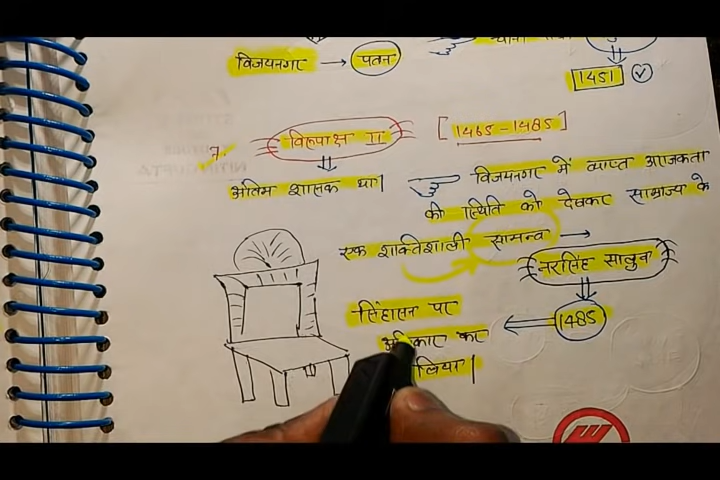 विजयनगर → पतन
1451
7.
विरूपाक्ष II [1465-1485]
अंतिम शासक था।
विजयनगर में व्याप्त अराजकता
की स्थिति को देखकर साम्राज्य के
एक शक्तिशाली सामन्त →
नरसिंह सालुव
1485
सिंहासन पर
अधिकार कर
लिया।